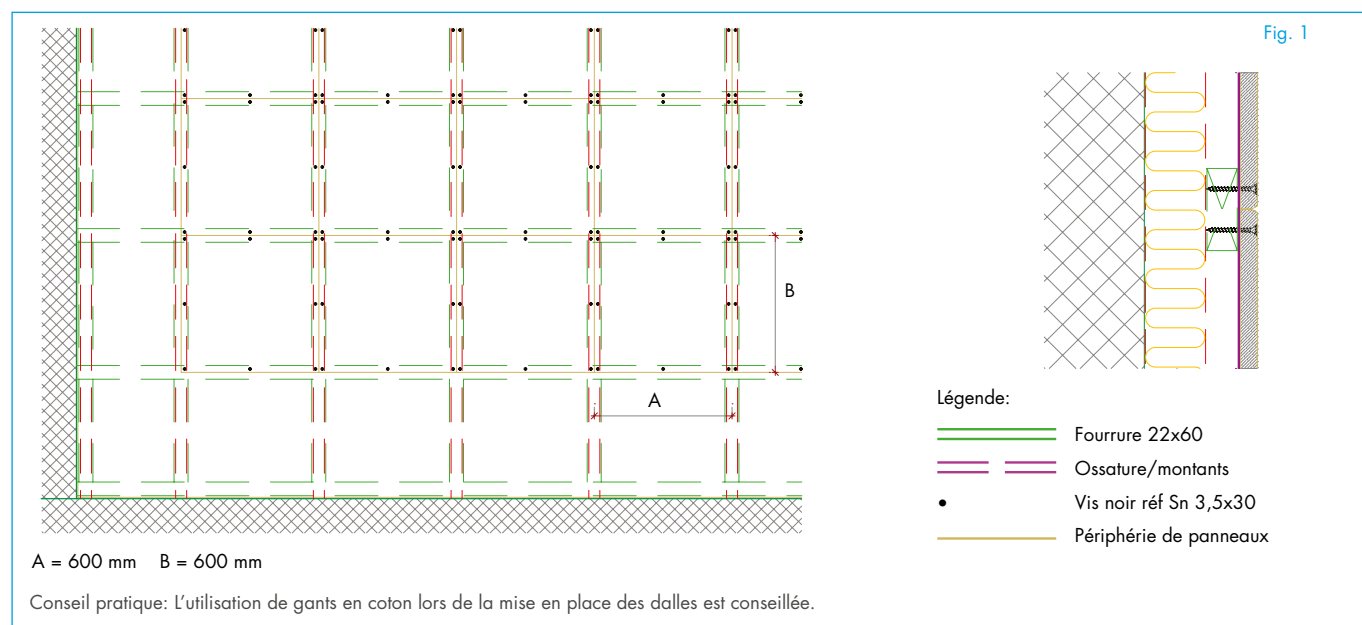 Fig. 1
B
A
Légende:
Fourrure 22x60
Ossature/montants
Vis noir réf Sn 3,5x30
Périphérie de panneaux
A = 600 mm B = 600 mm
Conseil pratique: L'utilisation de gants en coton lors de la mise en place des dalles est conseillée.